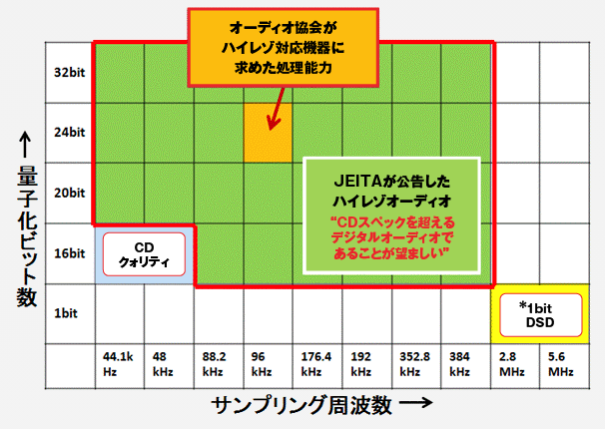 オーディオ協会が
ハイレゾ対応機器に
求めた処理能力
32bit
24bit
20bit
16bit
1bit
↑量子化ビット数
JEITAが公告した
ハイレゾオーディオ
“CDスペックを超える
デジタルオーディオで
あることが望ましい”
CD
クォリティ
*1bit
DSD
44.1k
Hz
48
kHz
88.2
kHz
96
kHz
176.4
kHz
192
kHz
352.8
kHz
384
kHz
2.8
MHz
5.6
MHz
サンプリング周波数 →